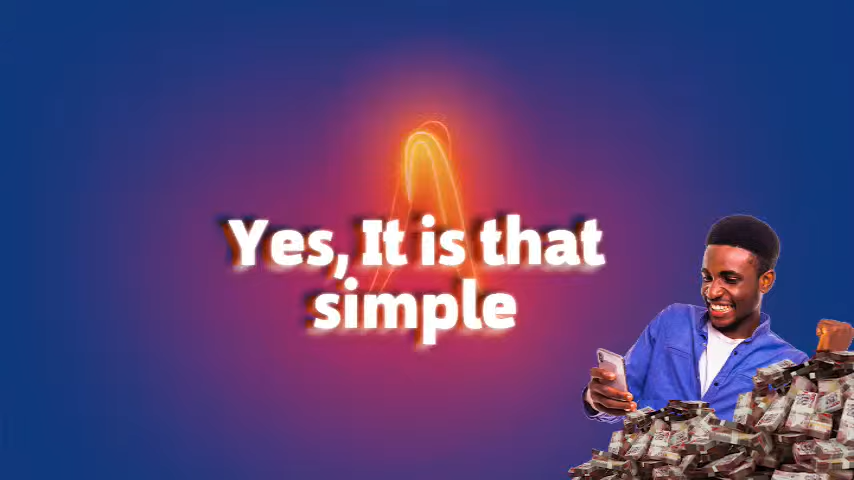 Yes, It is that
simple